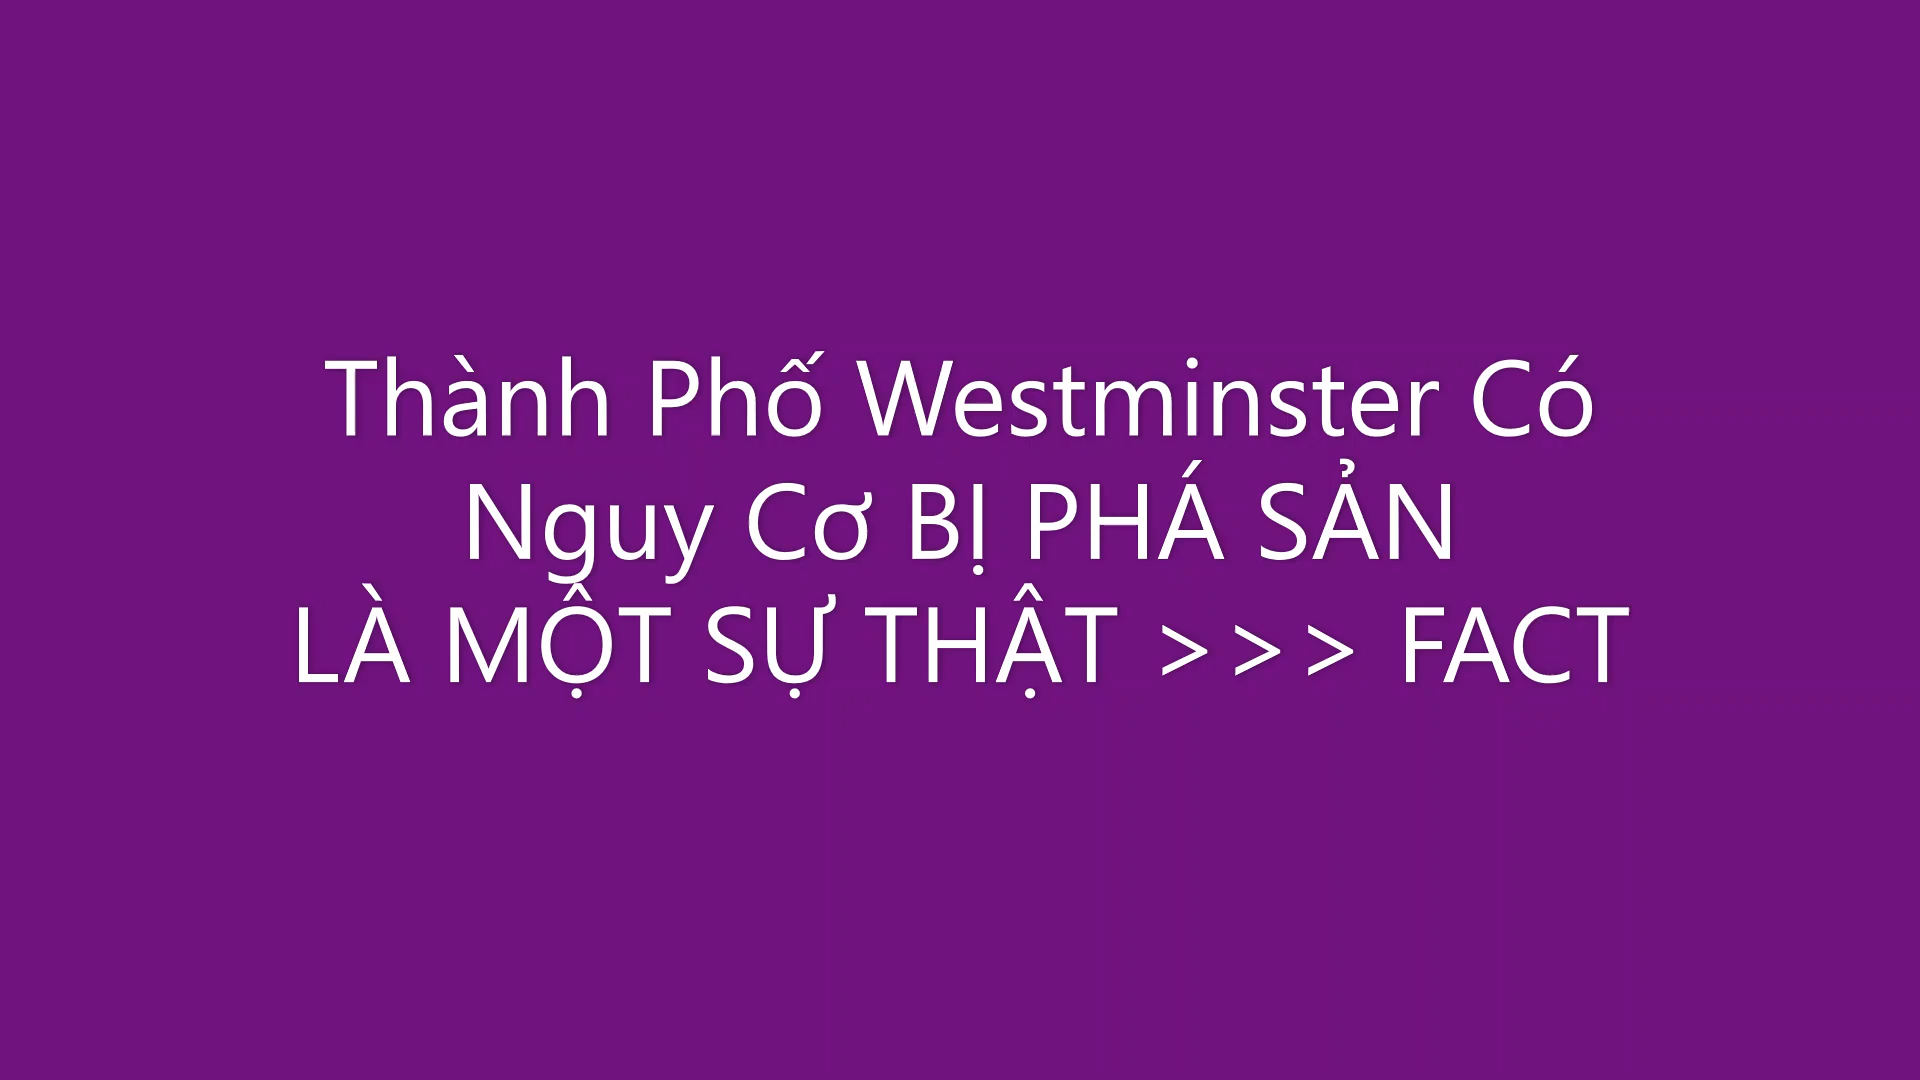 Thành Phố Westminster Có
Nguy Cơ BỊ PHÁ SẢN
LÀ MỘT SỰ THẬT >>> FACT